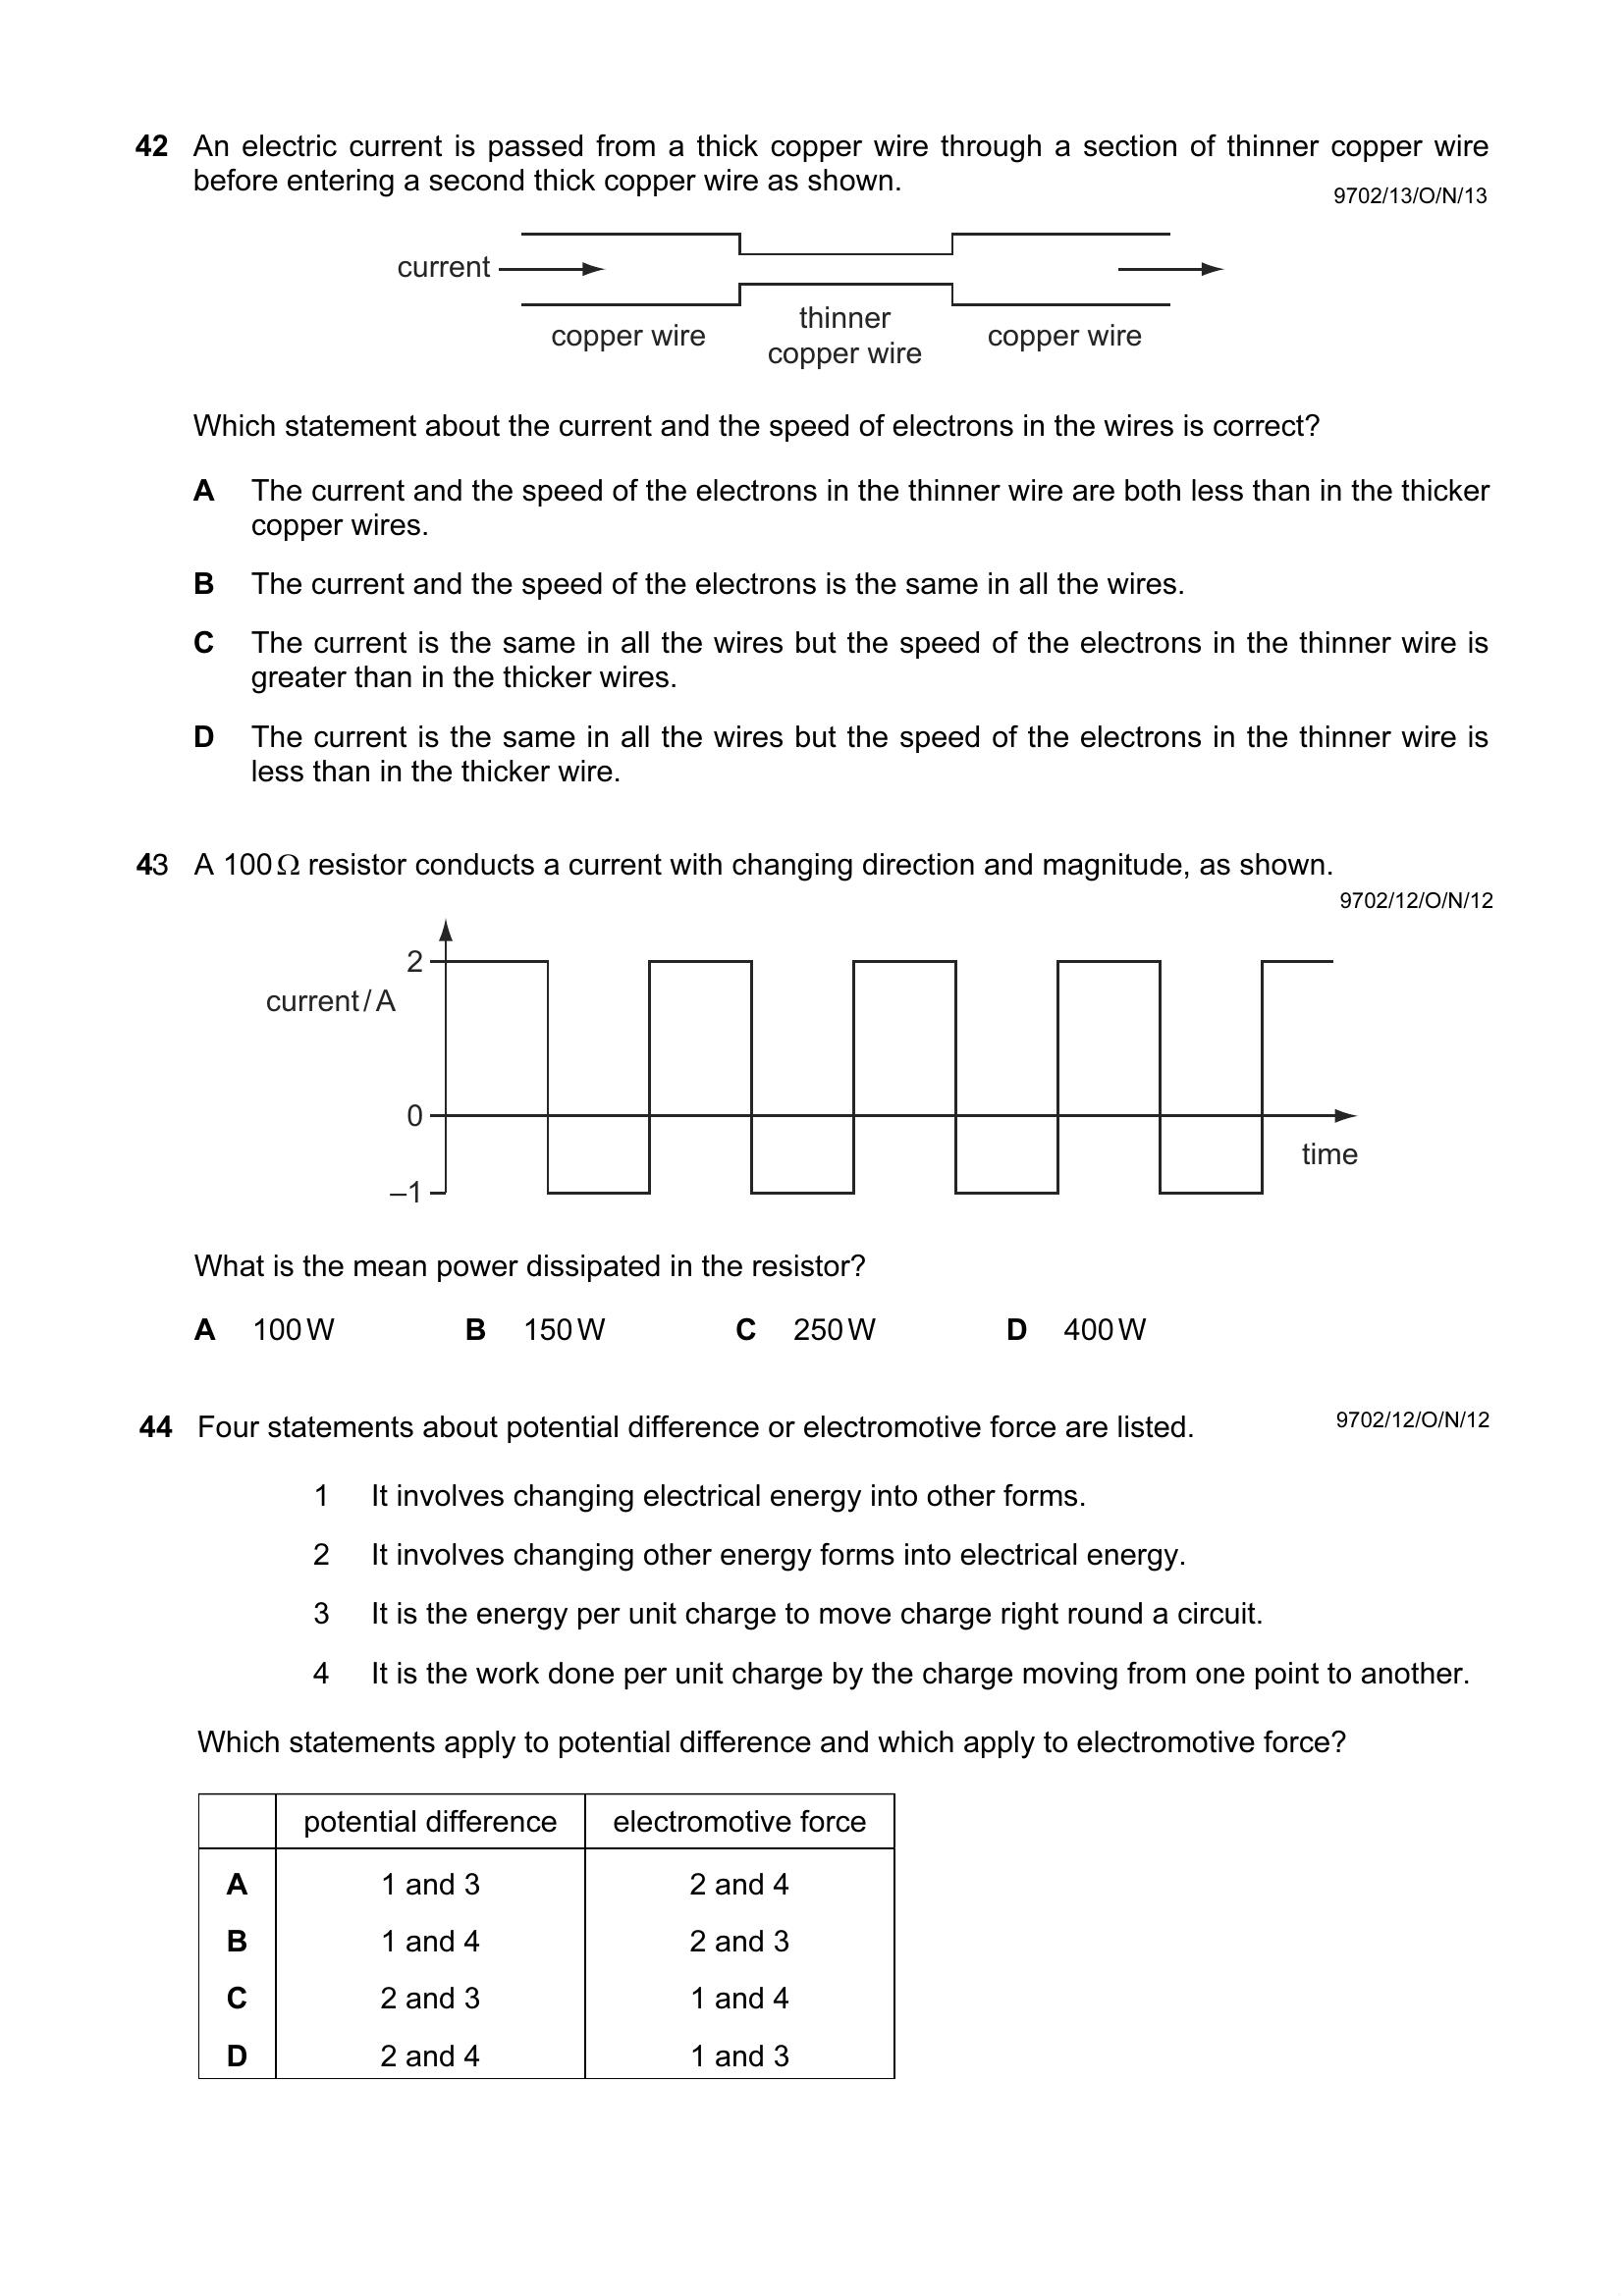 42 An electric current is passed from a thick copper wire through a section of thinner copper wire
before entering a second thick copper wire as shown.
9702/13/O/N/13
current
copper wire
thinner
copper wire
copper wire
Which statement about the current and the speed of electrons in the wires is correct?
A The current and the speed of the electrons in the thinner wire are both less than in the thicker
copper wires.
B The current and the speed of the electrons is the same in all the wires.
C The current is the same in all the wires but the speed of the electrons in the thinner wire is
greater than in the thicker wires.
D The current is the same in all the wires but the speed of the electrons in the thinner wire is
less than in the thicker wire.
43 A 100 Ω resistor conducts a current with changing direction and magnitude, as shown.
9702/12/O/N/12
2
current / A
0
time
–1
What is the mean power dissipated in the resistor?
A 100 W B 150 W C 250 W D 400 W
44 Four statements about potential difference or electromotive force are listed.
9702/12/O/N/12
1 It involves changing electrical energy into other forms.
2 It involves changing other energy forms into electrical energy.
3 It is the energy per unit charge to move charge right round a circuit.
4 It is the work done per unit charge by the charge moving from one point to another.
Which statements apply to potential difference and which apply to electromotive force?
potential difference electromotive force
A 1 and 3 2 and 4
B 1 and 4 2 and 3
C 2 and 3 1 and 4
D 2 and 4 1 and 3